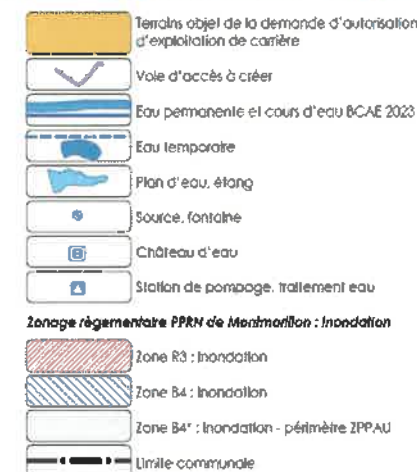 Terrains objet de la demande d'autorisation
d'exploitation de carrière
Voie d'accès à créer
Eau permanente et cours d'eau BCAE 2023
Eau temporaire
Plan d'eau, étang
Source, fontaine
Château d'eau
Station de pompage, traitement eau
Zonage règementaire PPRN de Montmorillon : Inondation
Zone R3 : Inondation
Zone B4 : Inondation
Zone B4* : Inondation - périmètre ZPPAU
Limite communale